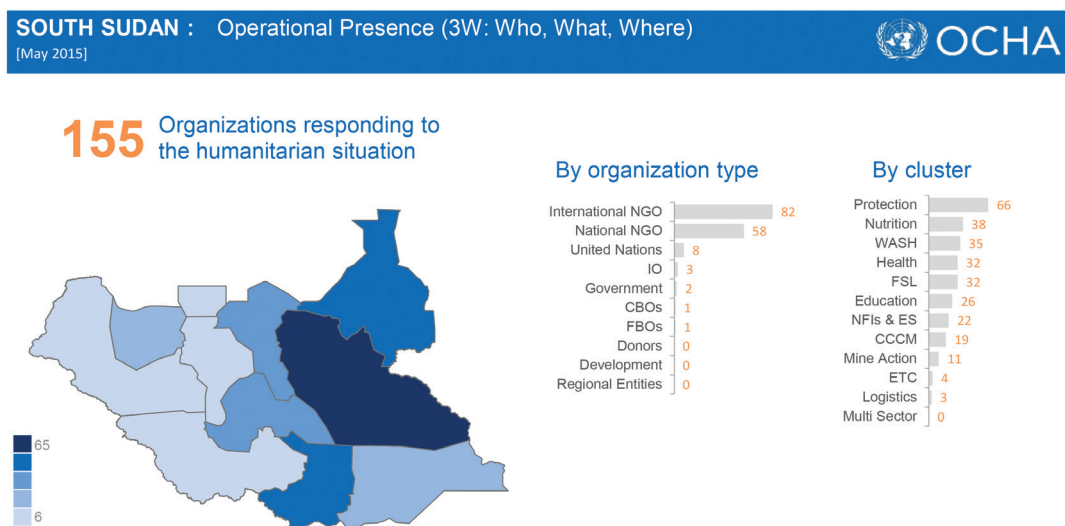 SOUTH SUDAN : Operational Presence (3W: Who, What, Where)
[May 2015]
OCHA
155 Organizations responding to
the humanitarian situation
65
6
By organization type
International NGO 82
National NGO 58
United Nations 8
IO 3
Government 2
CBOs 1
FBOs 1
Donors 0
Development 0
Regional Entities 0
By cluster
Protection 66
Nutrition 38
WASH 35
Health 32
FSL 32
Education 26
NFIs & ES 22
CCCM 19
Mine Action 11
ETC 4
Logistics 3
Multi Sector 0